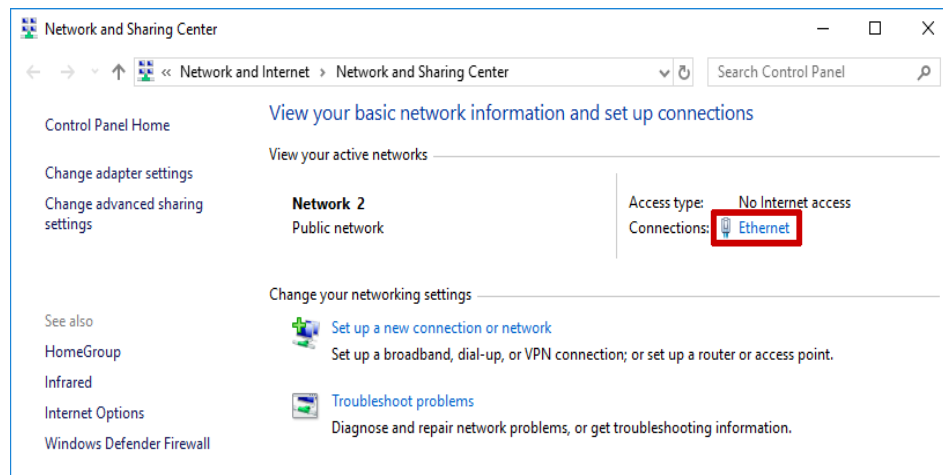 Network and Sharing Center
« Network and Internet › Network and Sharing Center
Search Control Panel
Control Panel Home
Change adapter settings
Change advanced sharing
settings
See also
HomeGroup
Infrared
Internet Options
Windows Defender Firewall
View your basic network information and set up connections
View your active networks
Network 2
Public network
Access type: No Internet access
Connections: Ethernet
Change your networking settings
Set up a new connection or network
Set up a broadband, dial-up, or VPN connection; or set up a router or access point.
Troubleshoot problems
Diagnose and repair network problems, or get troubleshooting information.